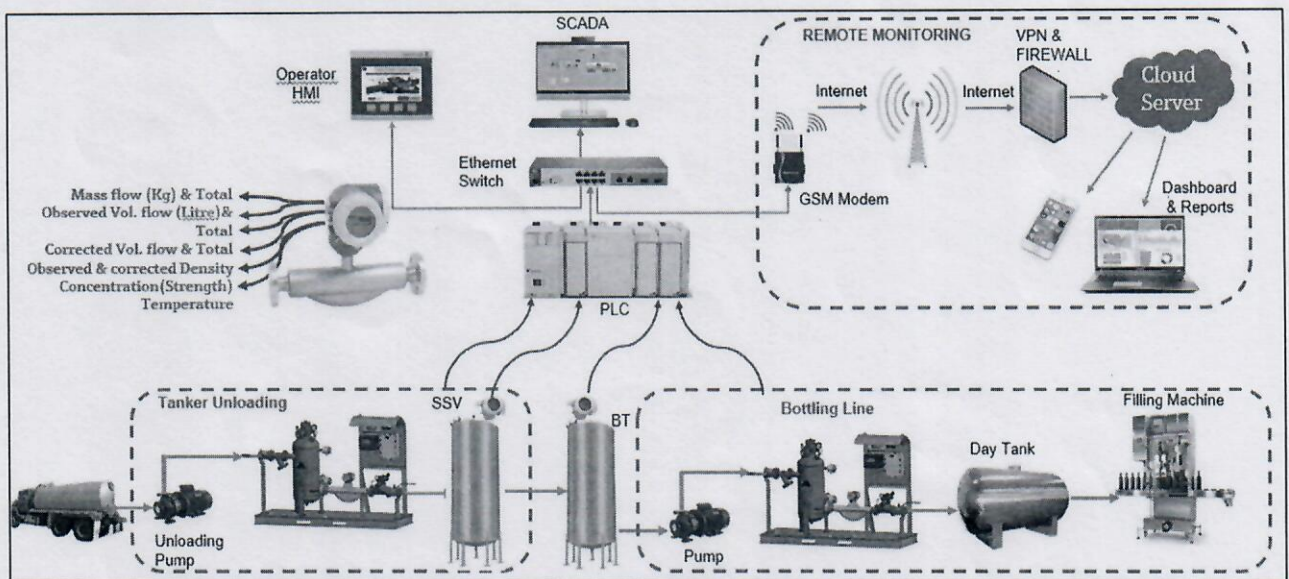 SCADA
Operator
HMI
Ethernet
Switch
REMOTE MONITORING
VPN &
FIREWALL
Internet
Internet
Cloud
Server
GSM Modem
Dashboard
& Reports
Mass flow (Kg) & Total
Observed Vol. flow (Litre) &
Total
Corrected Vol. flow & Total
Observed & corrected Density
Concentration(Strength)
Temperature
PLC
Tanker Unloading
SSV
BT
Bottling Line
Filling Machine
Day Tank
Unloading
Pump
Pump